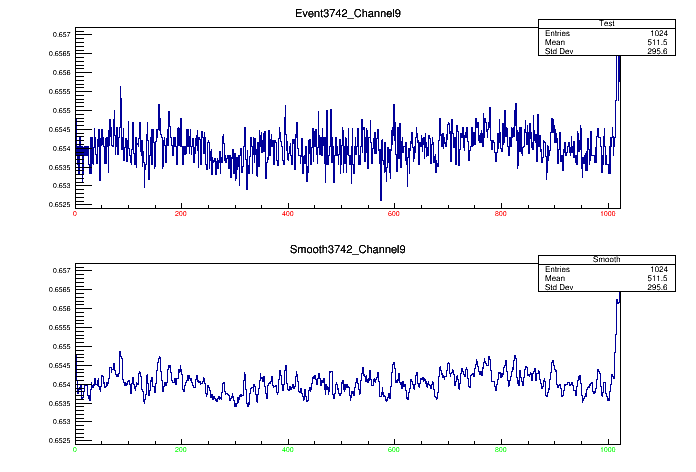 Event3742_Channel9
Test
Entries 1024
Mean 511.5
Std Dev 295.6
0.657
0.6565
0.656
0.6555
0.655
0.6545
0.654
0.6535
0.653
0.6525
0 200 400 600 800 1000
Smooth3742_Channel9
Smooth
Entries 1024
Mean 511.5
Std Dev 295.6
0.657
0.6565
0.656
0.6555
0.655
0.6545
0.654
0.6535
0.653
0.6525
0 200 400 600 800 1000